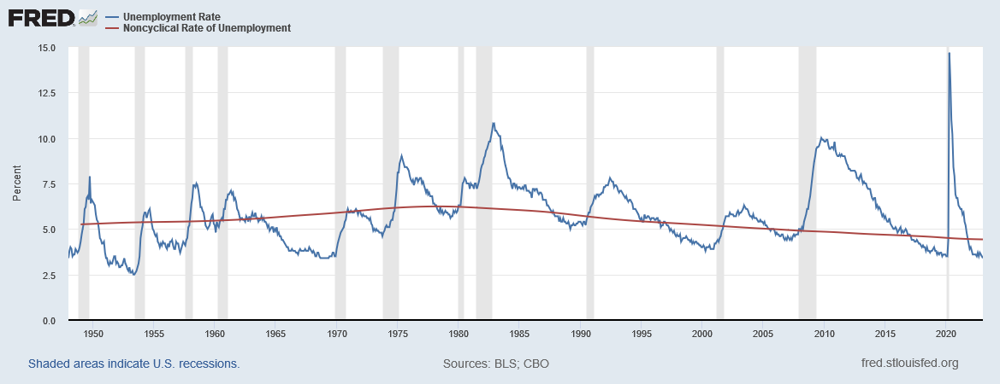 FRED
Unemployment Rate
Noncyclical Rate of Unemployment
Percent
15.0
12.5
10.0
7.5
5.0
2.5
0.0
1950 1955 1960 1965 1970 1975 1980 1985 1990 1995 2000 2005 2010 2015 2020
Shaded areas indicate U.S. recessions.
Sources: BLS; CBO
fred.stlouisfed.org